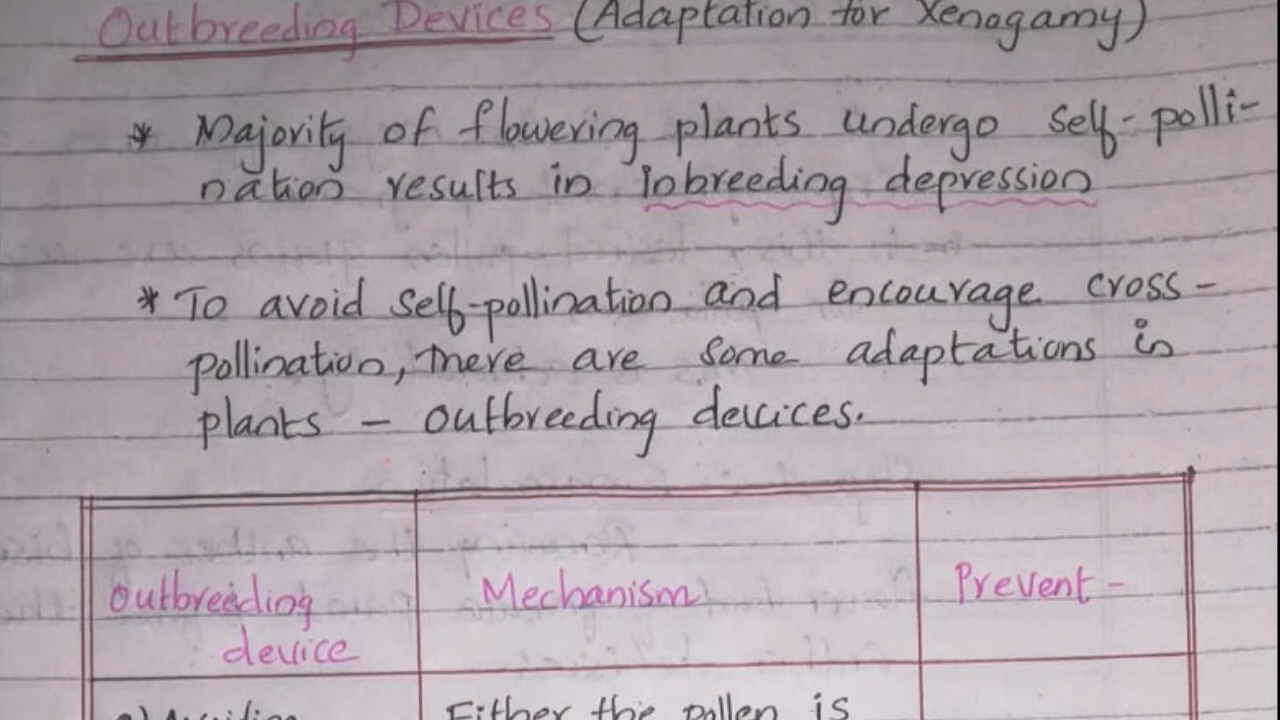 Outbreeding Devices (Adaptation for Xenogamy)
* Majority of flowering plants undergo self-polli-
nation results in Inbreeding depression
* To avoid self-pollination and encourage cross-
pollination, there are some adaptations in
plants - outbreeding devices.
Outbreeding device
Mechanism
Prevent -
Either the pollen is